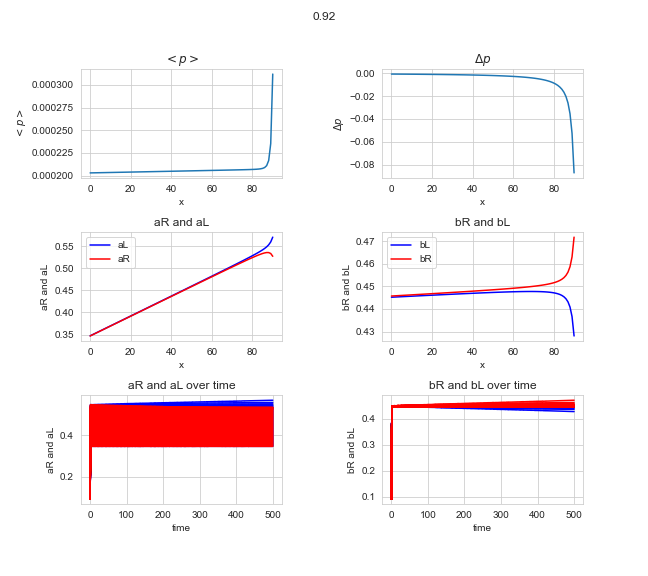 0.92
< p >
Δp
0.000300
0.000275
0.000250
0.000225
0.000200
< p >
0 20 40 60 80
x
0.00
−0.02
−0.04
−0.06
−0.08
Δp
0 20 40 60 80
x
aR and aL
bR and bL
aL
aR
0.55
0.50
0.45
0.40
0.35
aR and aL
0 20 40 60 80
x
bL
bR
0.47
0.46
0.45
0.44
0.43
bR and bL
0 20 40 60 80
x
aR and aL over time
bR and bL over time
0.4
0.2
aR and aL
0 100 200 300 400 500
time
0.4
0.3
0.2
0.1
bR and bL
0 100 200 300 400 500
time